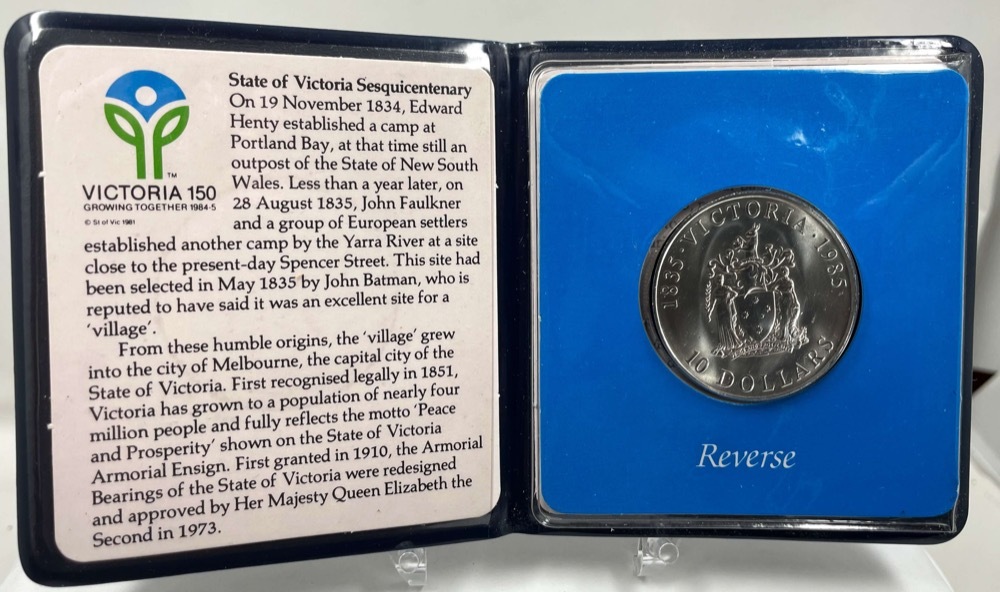 VICTORIA 150
GROWING TOGETHER 1984-5
© St of Vic 1981
TM
State of Victoria Sesquicentenary
On 19 November 1834, Edward
Henty established a camp at
Portland Bay, at that time still an
outpost of the State of New South
Wales. Less than a year later, on
28 August 1835, John Faulkner
and a group of European settlers
established another camp by the Yarra River at a site
close to the present-day Spencer Street. This site had
been selected in May 1835 by John Batman, who is
reputed to have said it was an excellent site for a
‘village’.
From these humble origins, the ‘village’ grew
into the city of Melbourne, the capital city of the
State of Victoria. First recognised legally in 1851,
Victoria has grown to a population of nearly four
million people and fully reflects the motto ‘Peace
and Prosperity’ shown on the State of Victoria
Armorial Ensign. First granted in 1910, the Armorial
Bearings of the State of Victoria were redesigned
and approved by Her Majesty Queen Elizabeth the
Second in 1973.
1835·VICTORIA·1985
10 DOLLARS
Reverse